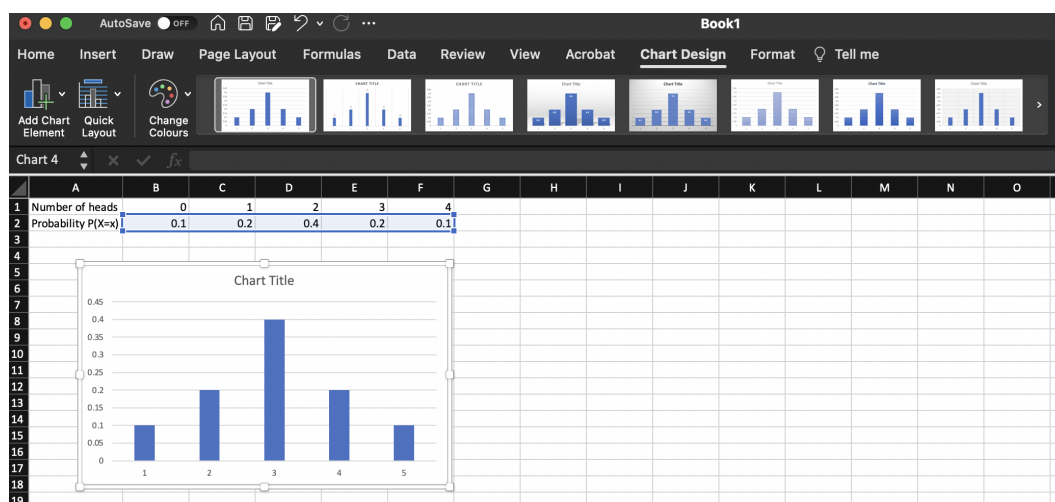 AutoSave OFF Book1
Home Insert Draw Page Layout Formulas Data Review View Acrobat Chart Design Format Tell me
Add Chart Element
Quick Layout
Change Colours
Chart 4 fx
A B C D E F G H I J K L M N O
1 Number of heads 0 1 2 3 4
2 Probability P(X=x) 0.1 0.2 0.4 0.2 0.1
3
4
5
6
7
8
9
10
11
12
13
14
15
16
17
18
19
Chart Title
0.45
0.4
0.35
0.3
0.25
0.2
0.15
0.1
0.05
0
1 2 3 4 5